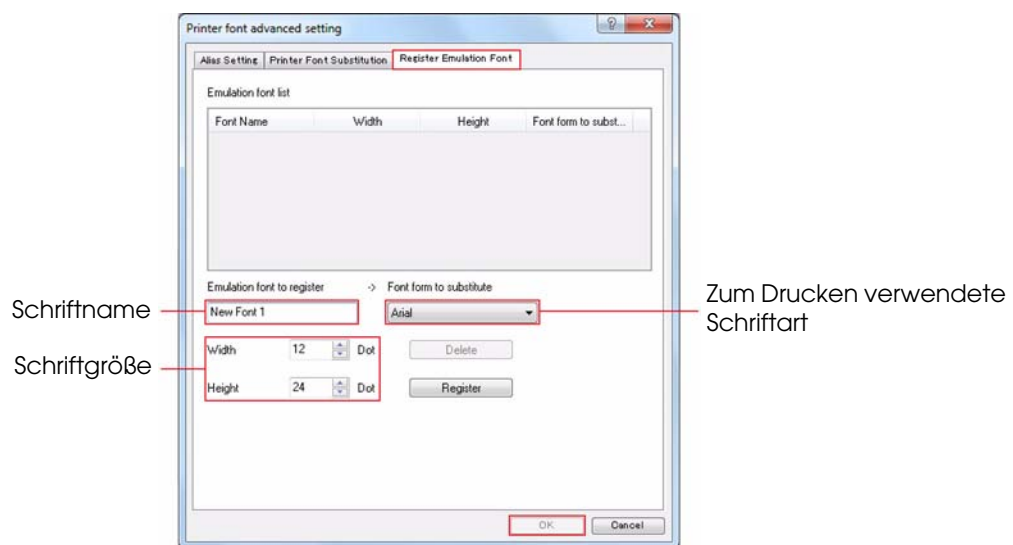 Printer font advanced setting
Alias Setting Printer Font Substitution Register Emulation Font
Emulation font list
Font Name Width Height Font form to subst...
Emulation font to register -> Font form to substitute
Schriftname
New Font 1 Arial
Zum Drucken verwendete
Schriftart
Schriftgröße
Width 12 Dot Delete
Height 24 Dot Register
OK Cancel